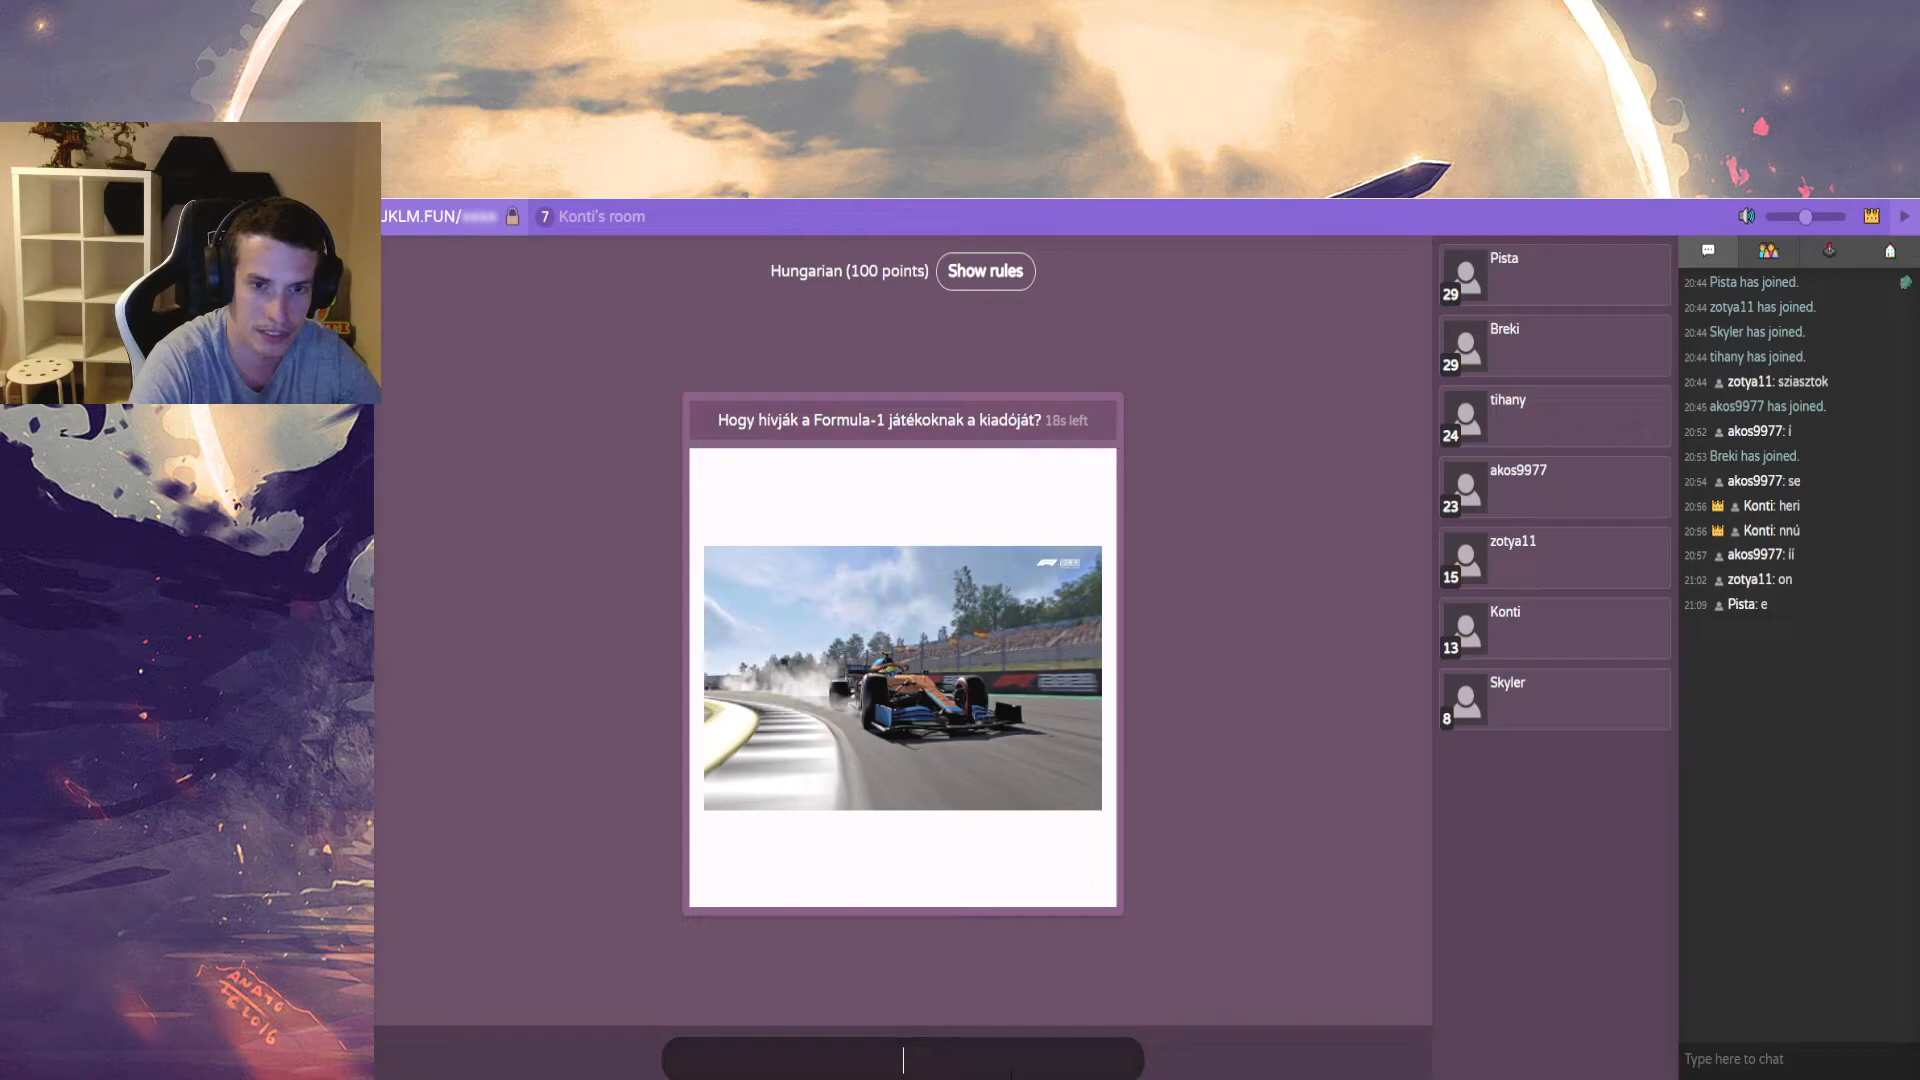 JKLM.FUN/
7 Konti's room
Hungarian (100 points) Show rules
Hogy hívják a Formula-1 játékoknak a kiadóját? 18s left
Pista
29
Breki
29
tihany
24
akos9977
23
zotya11
15
Konti
13
Skyler
8
20:44 Pista has joined.
20:44 zotya11 has joined.
20:44 Skyler has joined.
20:44 tihany has joined.
20:44 zotya11: sziasztok
20:45 akos9977 has joined.
20:52 akos9977: í
20:53 Breki has joined.
20:54 akos9977: se
20:56 Konti: heri
20:56 Konti: nnú
20:57 akos9977: íí
21:02 zotya11: on
21:09 Pista: e
Type here to chat
ANATO
2016